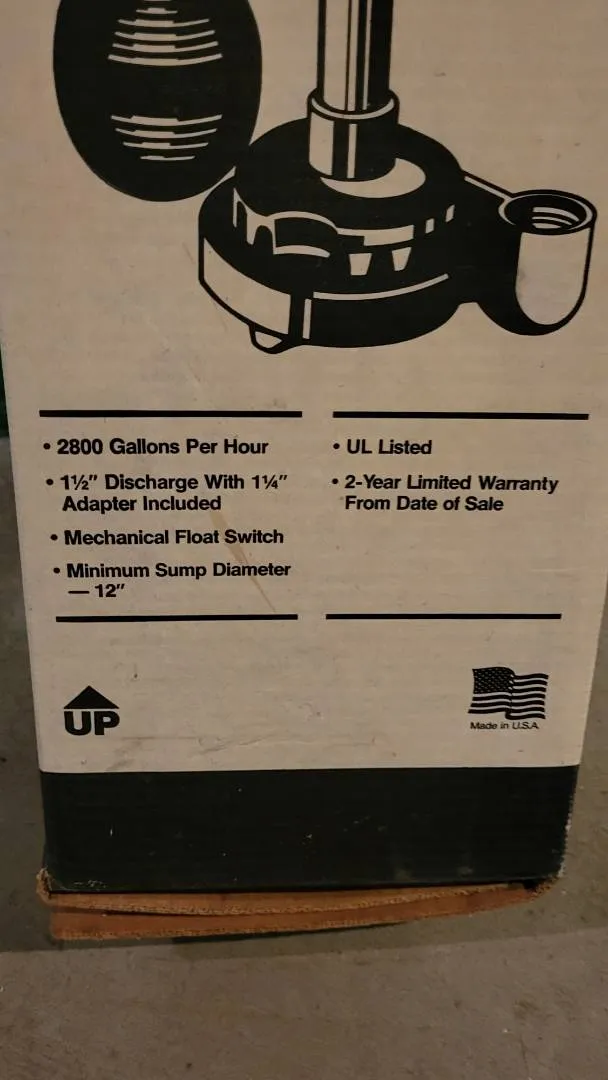 • 2800 Gallons Per Hour
• 1½" Discharge With 1¼"
Adapter Included
• Mechanical Float Switch
• Minimum Sump Diameter
— 12"
• UL Listed
• 2-Year Limited Warranty
From Date of Sale
UP
Made in U.S.A.